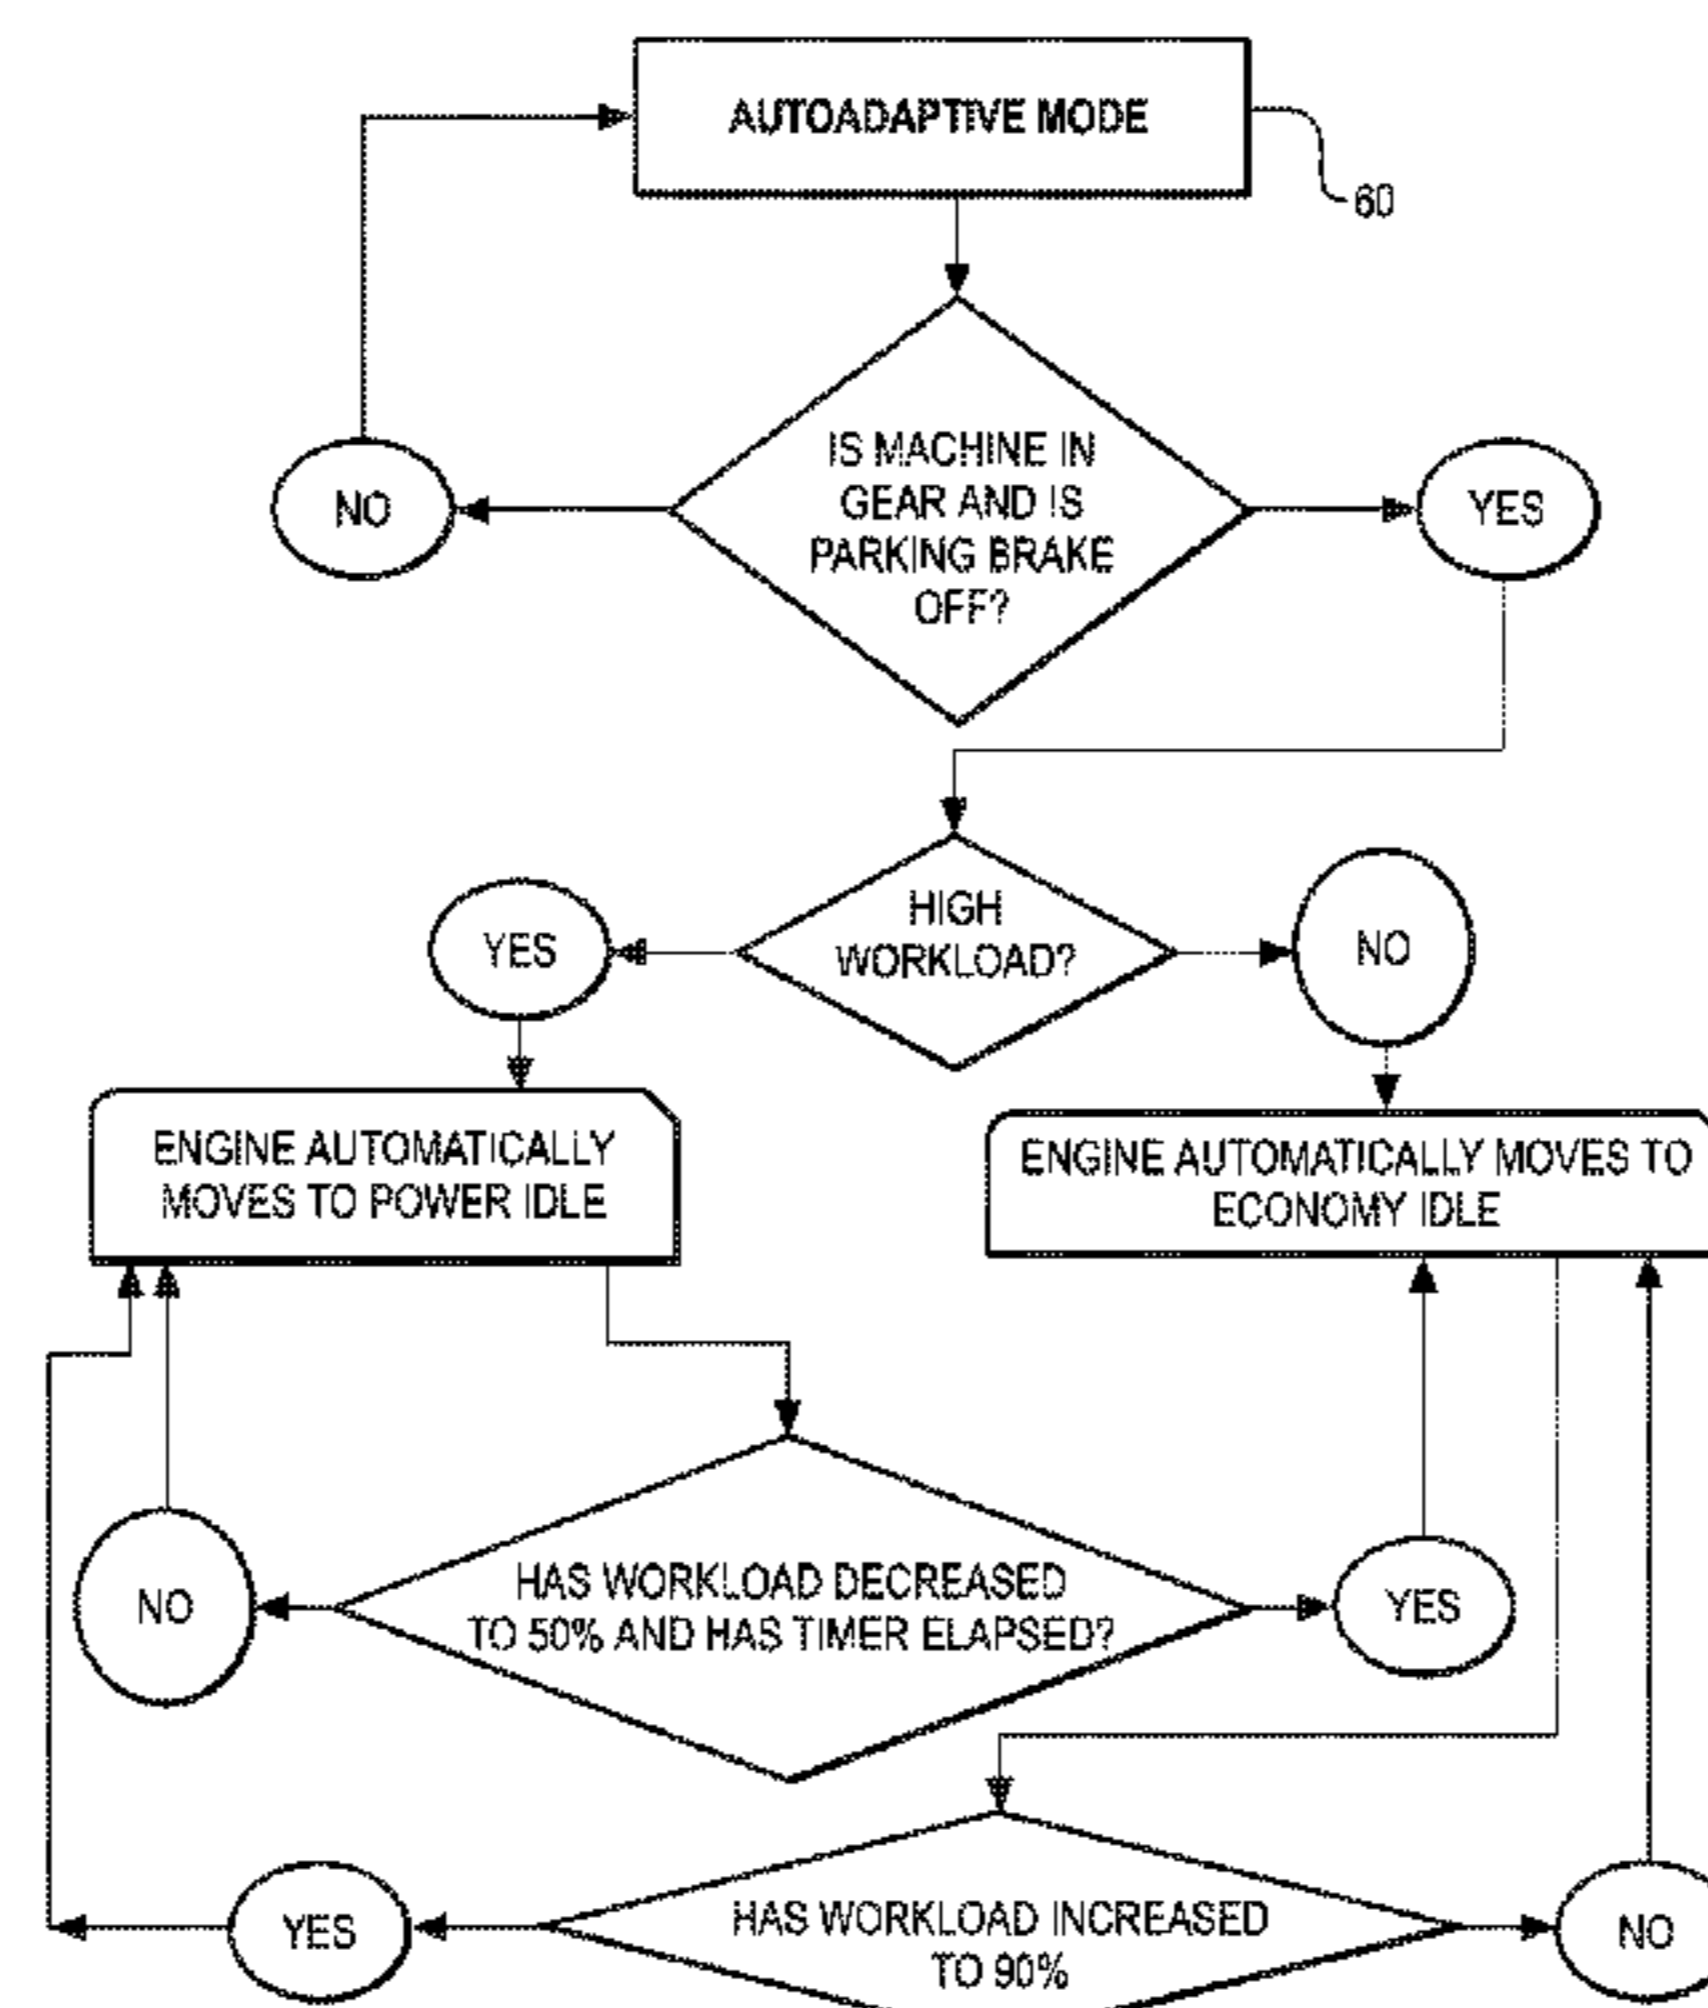 AUTOADAPTIVE MODE
60
IS MACHINE IN
GEAR AND IS
PARKING BRAKE
OFF?
NO
YES
HIGH
WORKLOAD?
YES
NO
ENGINE AUTOMATICALLY
MOVES TO POWER IDLE
ENGINE AUTOMATICALLY MOVES TO
ECONOMY IDLE
HAS WORKLOAD DECREASED
TO 50% AND HAS TIMER ELAPSED?
NO
YES
HAS WORKLOAD INCREASED
TO 90%
YES
NO